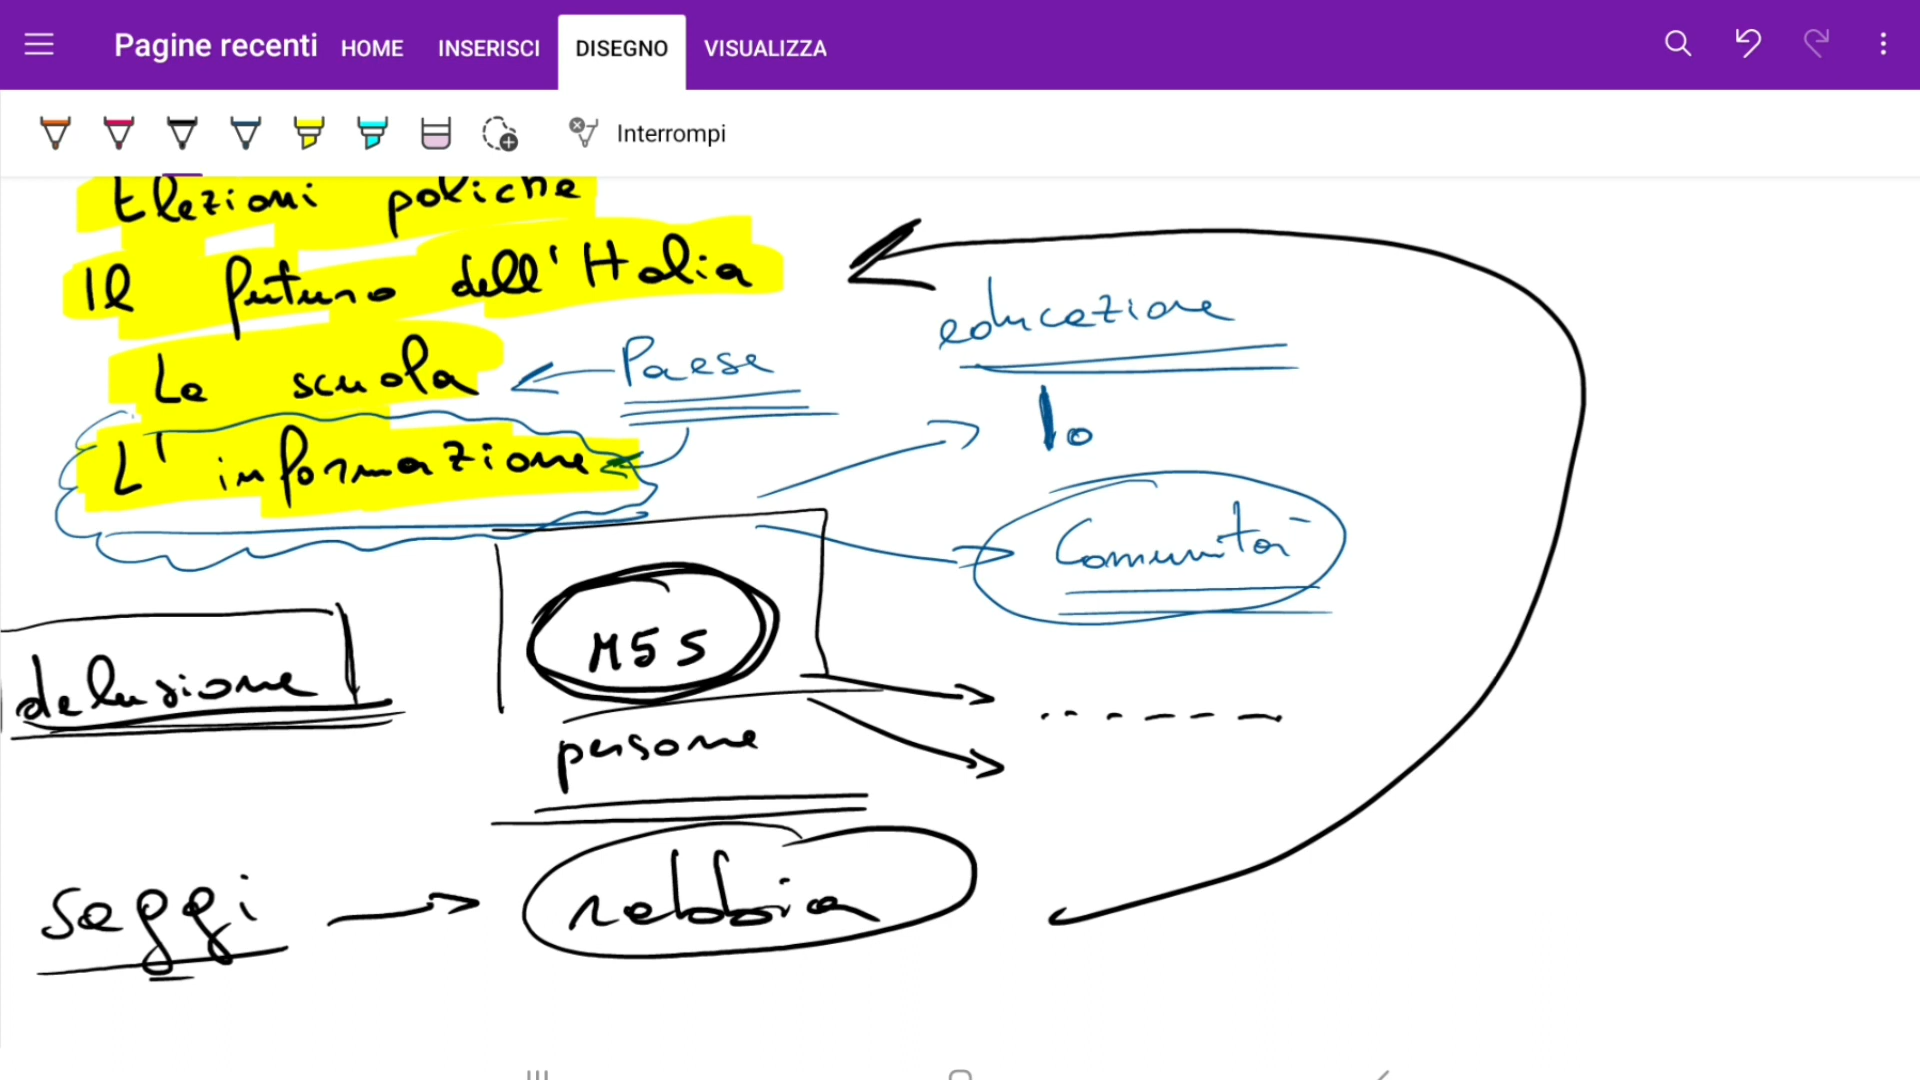 Pagine recenti HOME INSERISCI DISEGNO VISUALIZZA
Interrompi
Elezioni poliche
Il futuro dell'Italia
La scuola
Paese
educazione
L'informazione
Io
Comunità
delusione
M5S
persone
seggi
rabbia